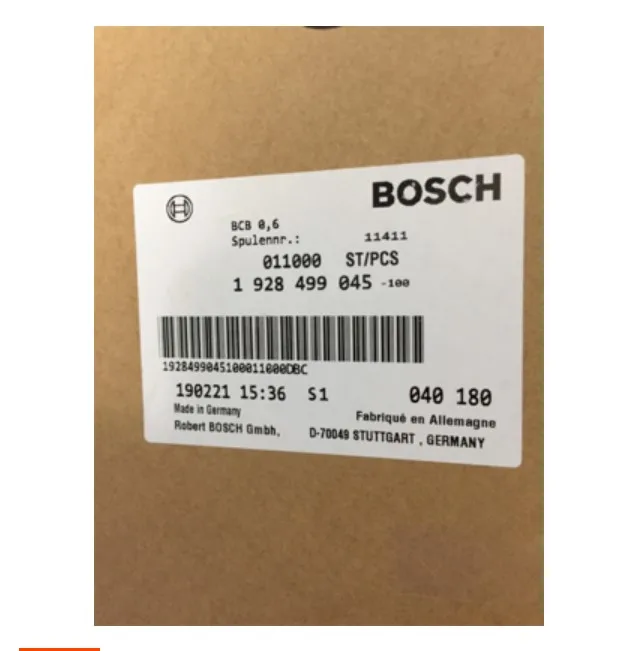 BOSCH
BCB 0,6
Spulennr.: 11411
011000 ST/PCS
1 928 499 045 -100
1928499045100011000DBC
190221 15:36 S1 040 180
Made in Germany Fabriqué en Allemagne
Robert BOSCH Gmbh, D-70049 STUTTGART , GERMANY